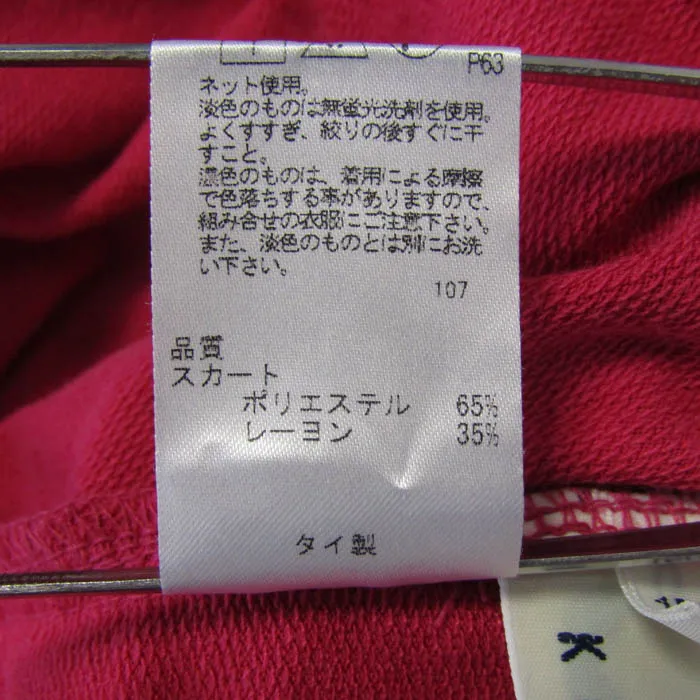 P63
ネット使用。
淡色のものは無蛍光洗剤を使用。
よくすすぎ、絞りの後すぐに干
すこと。
濃色のものは、着用による摩擦
で色落ちする事がありますので、
組み合せの衣服にご注意下さい。
また、淡色のものとは別にお洗
い下さい。
107
品質
スカート
ポリエステル 65%
レーヨン 35%
タイ製
K